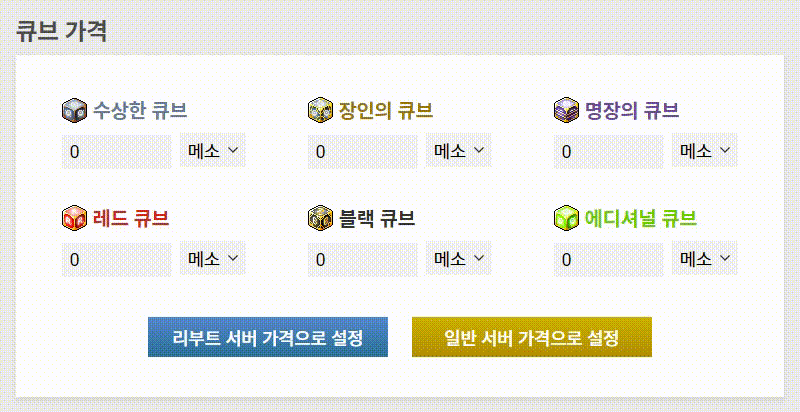 큐브 가격
수상한 큐브 장인의 큐브 명장의 큐브
0 메소 0 메소 0 메소
레드 큐브 블랙 큐브 에디셔널 큐브
0 메소 0 메소 0 메소
리부트 서버 가격으로 설정 일반 서버 가격으로 설정